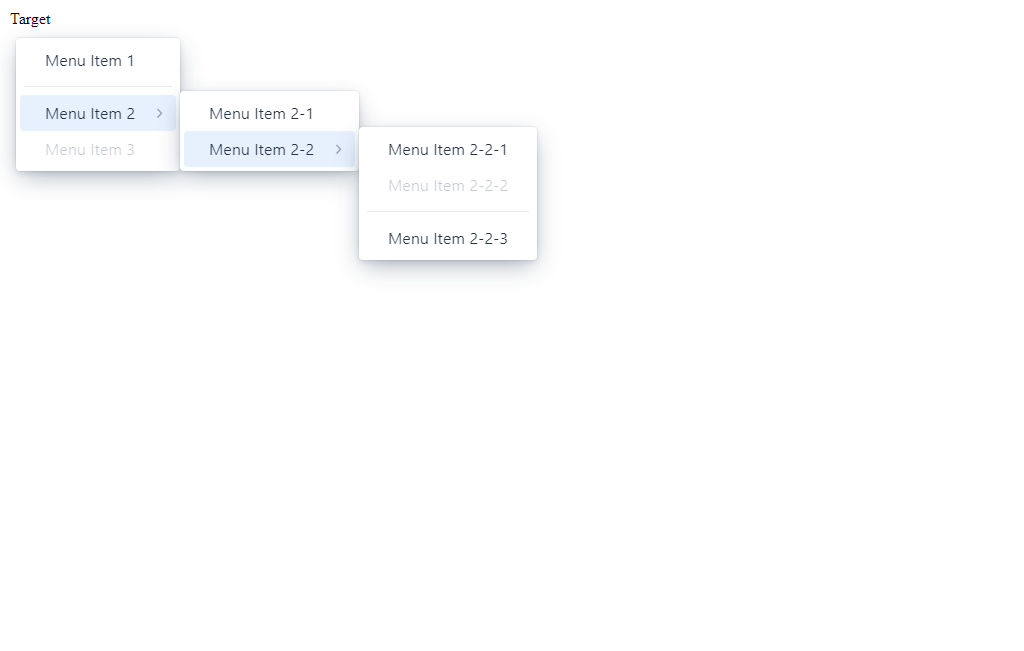 Target
Menu Item 1
Menu Item 2
Menu Item 3
Menu Item 2-1
Menu Item 2-2
Menu Item 2-2-1
Menu Item 2-2-2
Menu Item 2-2-3